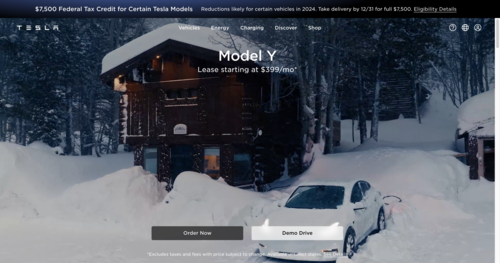 $7,500 Federal Tax Credit for Certain Tesla Models Reductions likely for certain vehicles in 2024. Take delivery by 12/31 for full $7,500. Eligibility Details
TESLA Vehicles Energy Charging Discover Shop
Model Y
Lease starting at $399/mo*
Order Now Demo Drive
*Excludes taxes and fees with price subject to change.